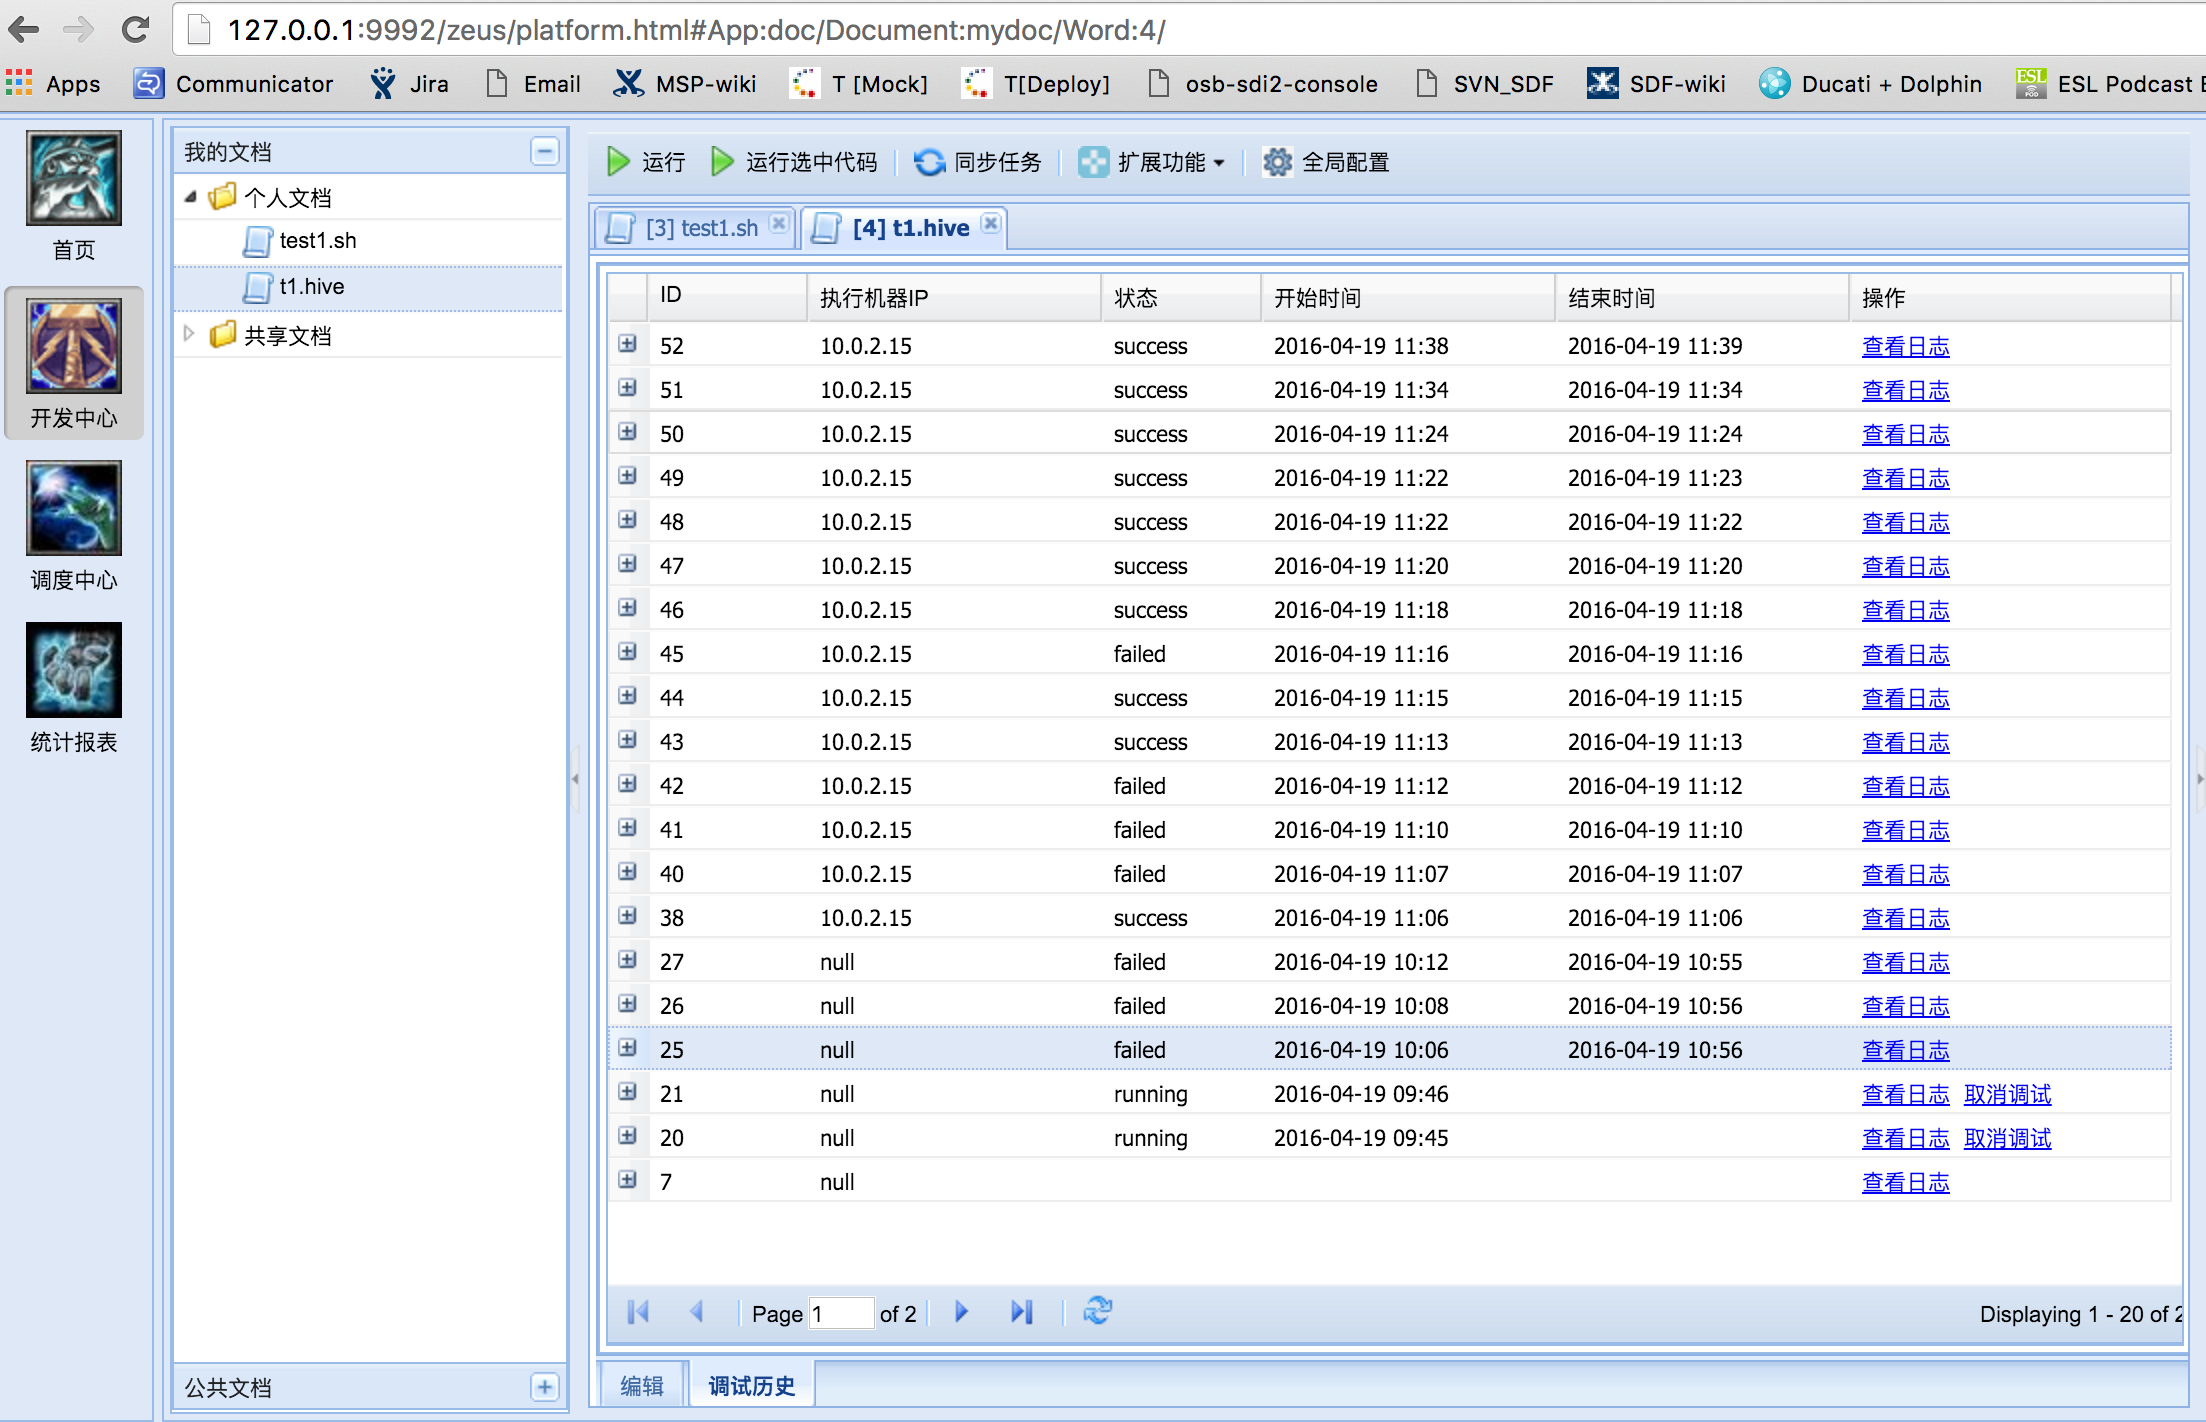 127.0.0.1:9992/zeus/platform.html#App:doc/Document:mydoc/Word:4/
Apps Communicator Jira Email MSP-wiki T [Mock] T[Deploy] osb-sdi2-console SVN_SDF SDF-wiki Ducati + Dolphin ESL Podcast
首页
开发中心
调度中心
统计报表
我的文档
个人文档
test1.sh
t1.hive
共享文档
公共文档
运行 运行选中代码 同步任务 扩展功能 全局配置
[3] test1.sh [4] t1.hive
ID 执行机器IP 状态 开始时间 结束时间 操作
52 10.0.2.15 success 2016-04-19 11:38 2016-04-19 11:39 查看日志
51 10.0.2.15 success 2016-04-19 11:34 2016-04-19 11:34 查看日志
50 10.0.2.15 success 2016-04-19 11:24 2016-04-19 11:24 查看日志
49 10.0.2.15 success 2016-04-19 11:22 2016-04-19 11:23 查看日志
48 10.0.2.15 success 2016-04-19 11:22 2016-04-19 11:22 查看日志
47 10.0.2.15 success 2016-04-19 11:20 2016-04-19 11:20 查看日志
46 10.0.2.15 success 2016-04-19 11:18 2016-04-19 11:18 查看日志
45 10.0.2.15 failed 2016-04-19 11:16 2016-04-19 11:16 查看日志
44 10.0.2.15 success 2016-04-19 11:15 2016-04-19 11:15 查看日志
43 10.0.2.15 success 2016-04-19 11:13 2016-04-19 11:13 查看日志
42 10.0.2.15 failed 2016-04-19 11:12 2016-04-19 11:12 查看日志
41 10.0.2.15 failed 2016-04-19 11:10 2016-04-19 11:10 查看日志
40 10.0.2.15 failed 2016-04-19 11:07 2016-04-19 11:07 查看日志
38 10.0.2.15 success 2016-04-19 11:06 2016-04-19 11:06 查看日志
27 null failed 2016-04-19 10:12 2016-04-19 10:55 查看日志
26 null failed 2016-04-19 10:08 2016-04-19 10:56 查看日志
25 null failed 2016-04-19 10:06 2016-04-19 10:56 查看日志
21 null running 2016-04-19 09:46 查看日志 取消调试
20 null running 2016-04-19 09:45 查看日志 取消调试
7 null 查看日志
Page 1 of 2 Displaying 1 - 20 of
编辑 调试历史